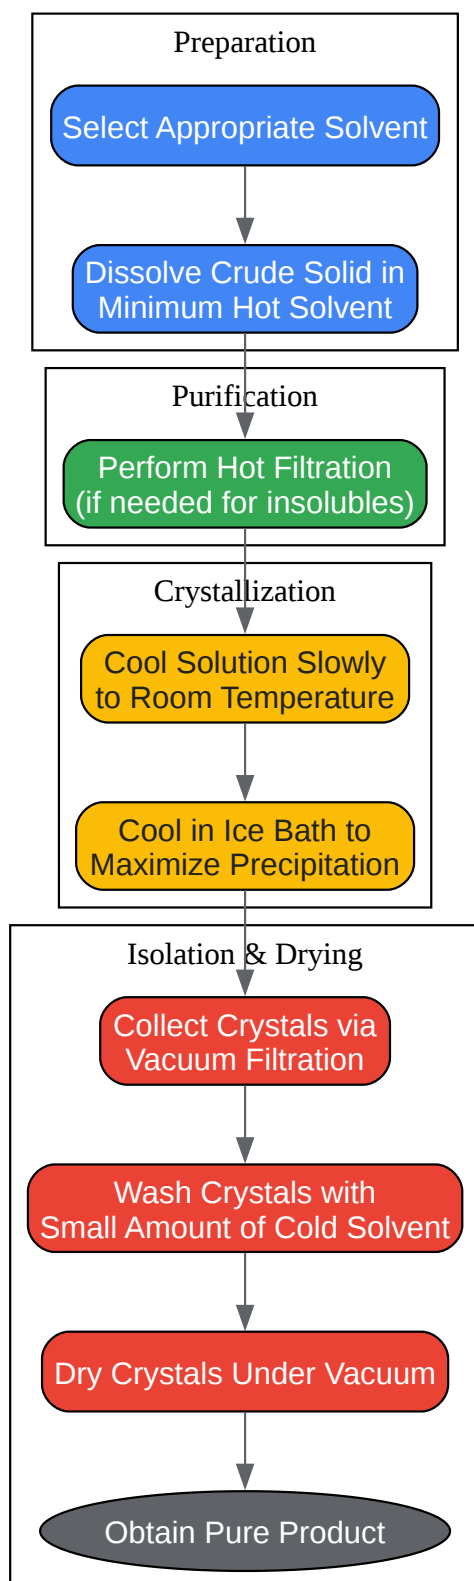 Preparation
Select Appropriate Solvent
Dissolve Crude Solid in
Minimum Hot Solvent
Purification
Perform Hot Filtration
(if needed for insolubles)
Crystallization
Cool Solution Slowly
to Room Temperature
Cool in Ice Bath to
Maximize Precipitation
Isolation & Drying
Collect Crystals via
Vacuum Filtration
Wash Crystals with
Small Amount of Cold Solvent
Dry Crystals Under Vacuum
Obtain Pure Product